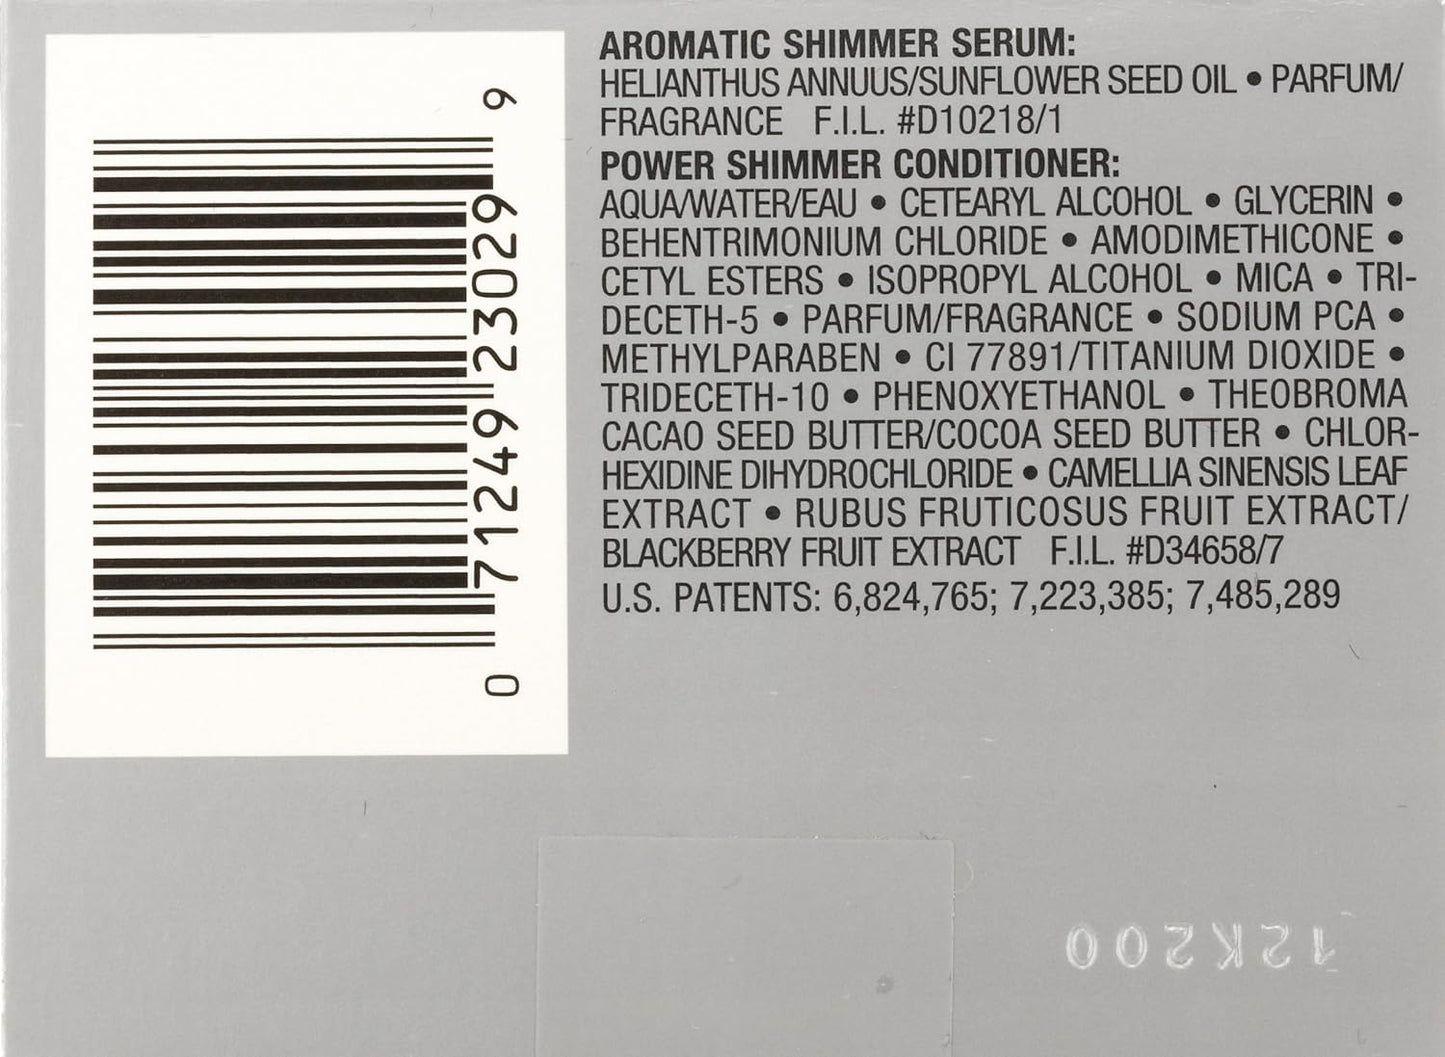 AROMATIC SHIMMER SERUM:
HELIANTHUS ANNUUS/SUNFLOWER SEED OIL • PARFUM/
FRAGRANCE F.I.L. #D10218/1
POWER SHIMMER CONDITIONER:
AQUA/WATER/EAU • CETEARYL ALCOHOL • GLYCERIN •
BEHENTRIMONIUM CHLORIDE • AMODIMETHICONE •
CETYL ESTERS • ISOPROPYL ALCOHOL • MICA • TRI-
DECETH-5 • PARFUM/FRAGRANCE • SODIUM PCA •
METHYLPARABEN • CI 77891/TITANIUM DIOXIDE •
TRIDECETH-10 • PHENOXYETHANOL • THEOBROMA
CACAO SEED BUTTER/COCOA SEED BUTTER • CHLOR-
HEXIDINE DIHYDROCHLORIDE • CAMELLIA SINENSIS LEAF
EXTRACT • RUBUS FRUTICOSUS FRUIT EXTRACT/
BLACKBERRY FRUIT EXTRACT F.I.L. #D34658/7
U.S. PATENTS: 6,824,765; 7,223,385; 7,485,289
0 71249 23029 9
12K200